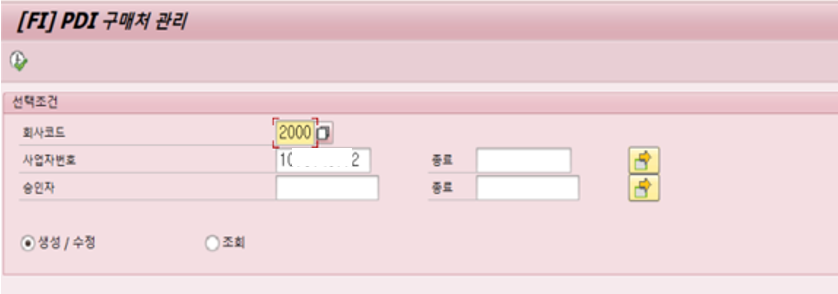 [FI] PDI 구매처 관리
선택조건
회사코드 2000
사업자번호 종료
승인자 종료
생성 / 수정 조회